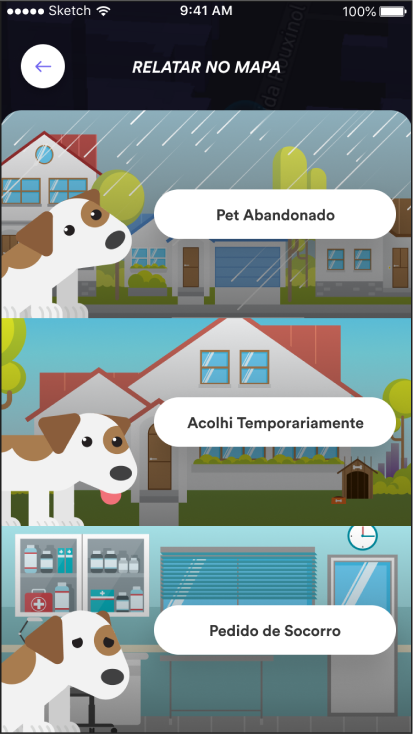 Sketch 9:41 AM 100%
RELATAR NO MAPA
Pet Abandonado
Acolhi Temporariamente
Pedido de Socorro